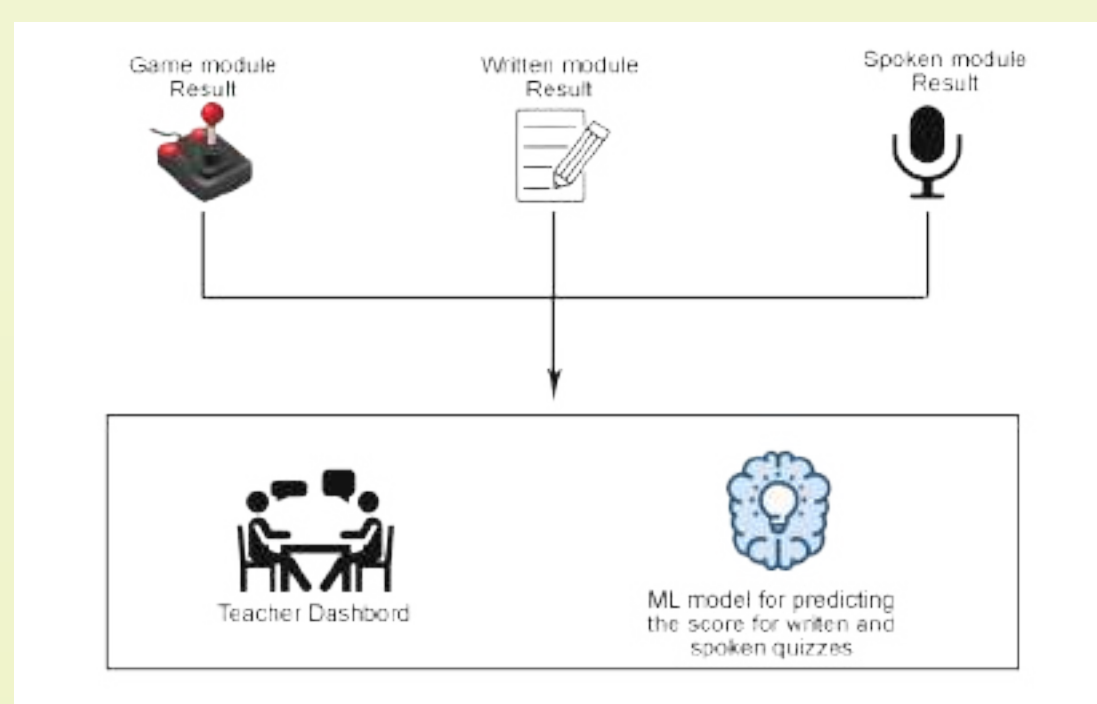 Game module
Result
Written module
Result
Spoken module
Result
Teacher Dashbord
ML model for predicting
the score for writen and
spoken quizzes